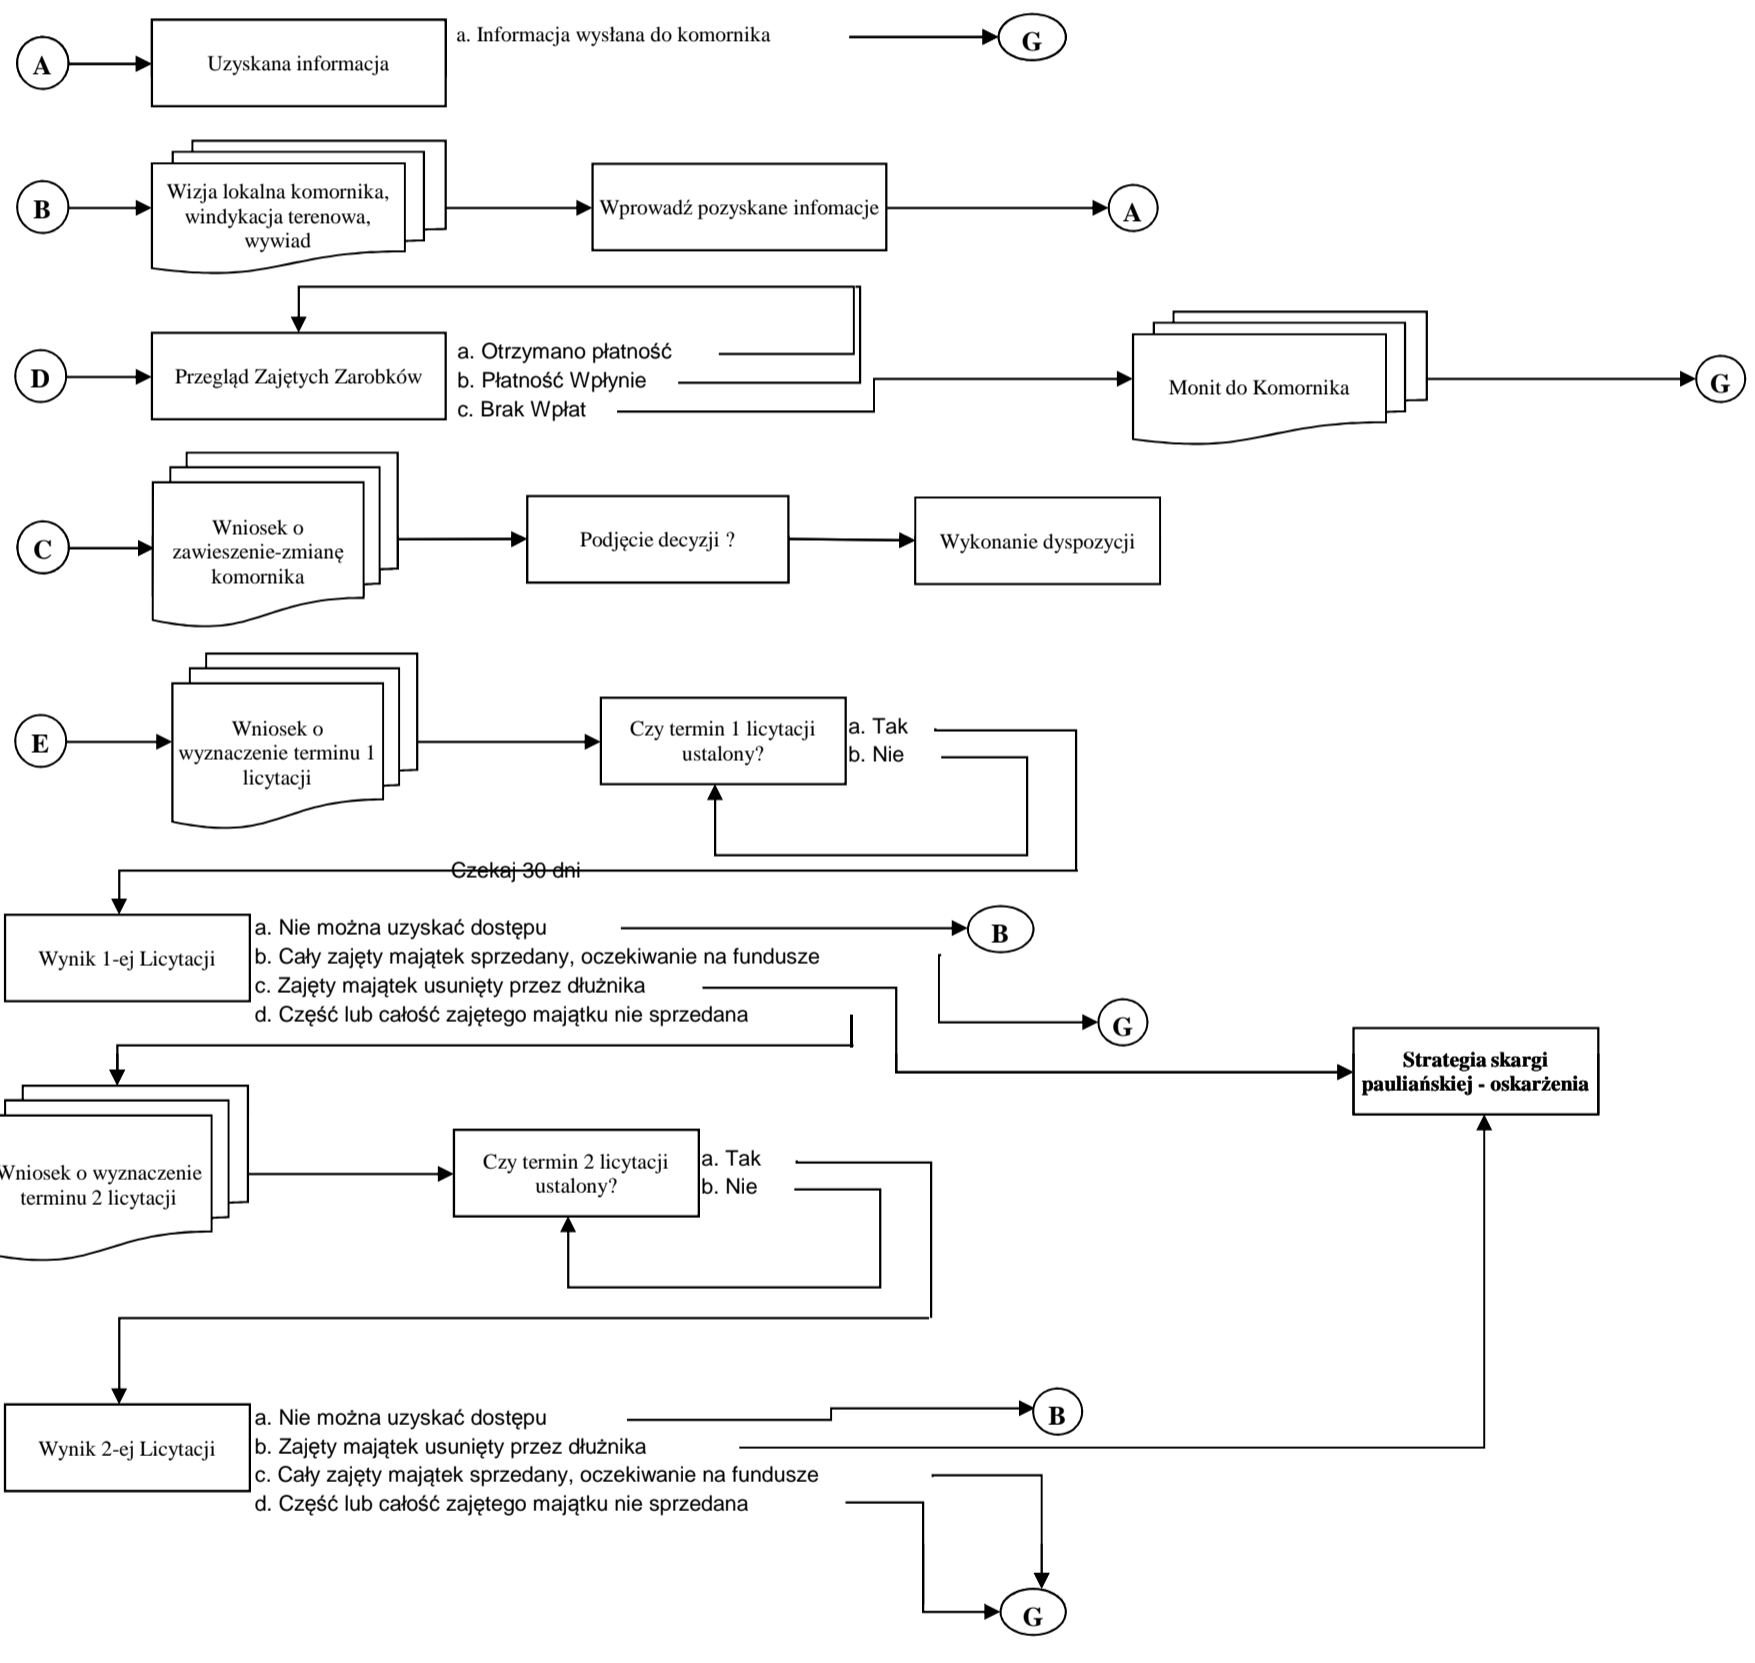 A
Uzyskana informacja
a. Informacja wysłana do komornika
G
B
Wizja lokalna komornika,
windykacja terenowa,
wywiad
Wprowadź pozyskane infomacje
A
D
Przegląd Zajętych Zarobków
a. Otrzymano płatność
b. Płatność Wpłynie
c. Brak Wpłat
Monit do Komornika
G
C
Wniosek o
zawieszenie-zmianę
komornika
Podjęcie decyzji ?
Wykonanie dyspozycji
E
Wniosek o
wyznaczenie terminu 1
licytacji
Czy termin 1 licytacji
ustalony?
a. Tak
b. Nie
Czekaj 30 dni
Wynik 1-ej Licytacji
a. Nie można uzyskać dostępu
b. Cały zajęty majątek sprzedany, oczekiwanie na fundusze
c. Zajęty majątek usunięty przez dłużnika
d. Część lub całość zajętego majątku nie sprzedana
B
G
Strategia skargi
pauliańskiej - oskarżenia
Wniosek o wyznaczenie
terminu 2 licytacji
Czy termin 2 licytacji
ustalony?
a. Tak
b. Nie
Wynik 2-ej Licytacji
a. Nie można uzyskać dostępu
b. Zajęty majątek usunięty przez dłużnika
c. Cały zajęty majątek sprzedany, oczekiwanie na fundusze
d. Część lub całość zajętego majątku nie sprzedana
B
G